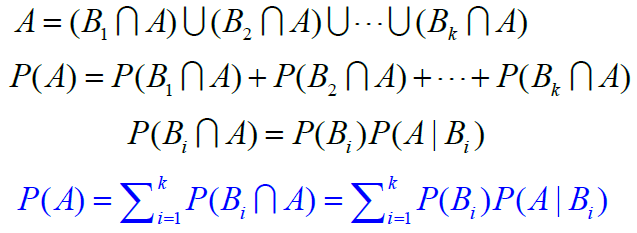 A = (B₁ ⋂ A) ⋃ (B₂ ⋂ A) ⋃ ⋯ ⋃ (Bₖ ⋂ A)
P(A) = P(B₁ ⋂ A) + P(B₂ ⋂ A) + ⋯ + P(Bₖ ⋂ A)
P(Bᵢ ⋂ A) = P(Bᵢ)P(A | Bᵢ)
P(A) = ∑ᵢ₌₁ᵏ P(Bᵢ ⋂ A) = ∑ᵢ₌₁ᵏ P(Bᵢ)P(A | Bᵢ)